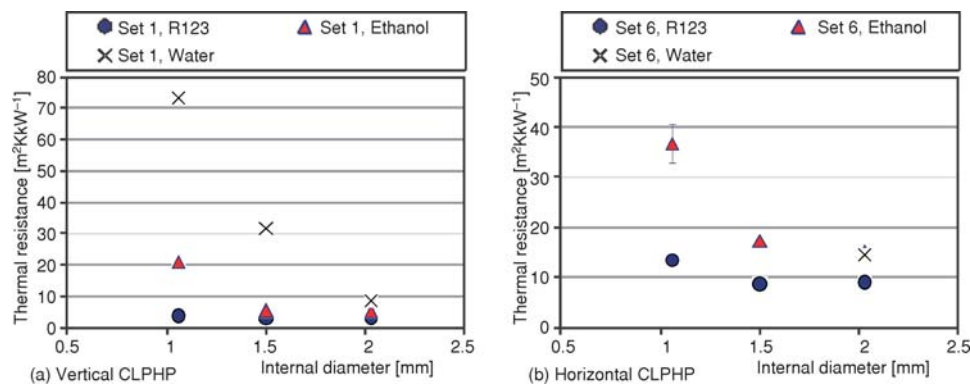 Set 1, R123
Set 1, Ethanol
Set 1, Water
Thermal resistance [m²KkW⁻¹]
80
70
60
50
40
30
20
10
0
0.5
1
1.5
2
2.5
(a) Vertical CLPHP
Internal diameter [mm]
Set 6, R123
Set 6, Ethanol
Set 6, Water
Thermal resistance [m²KkW⁻¹]
50
40
30
20
10
0
0.5
1
1.5
2
2.5
(b) Horizontal CLPHP
Internal diameter [mm]